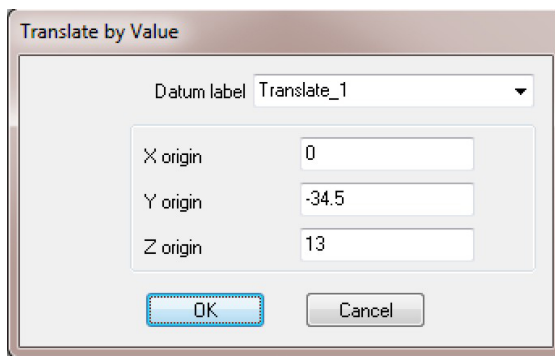 Translate by Value
Datum label Translate_1
X origin 0
Y origin -34.5
Z origin 13
OK Cancel